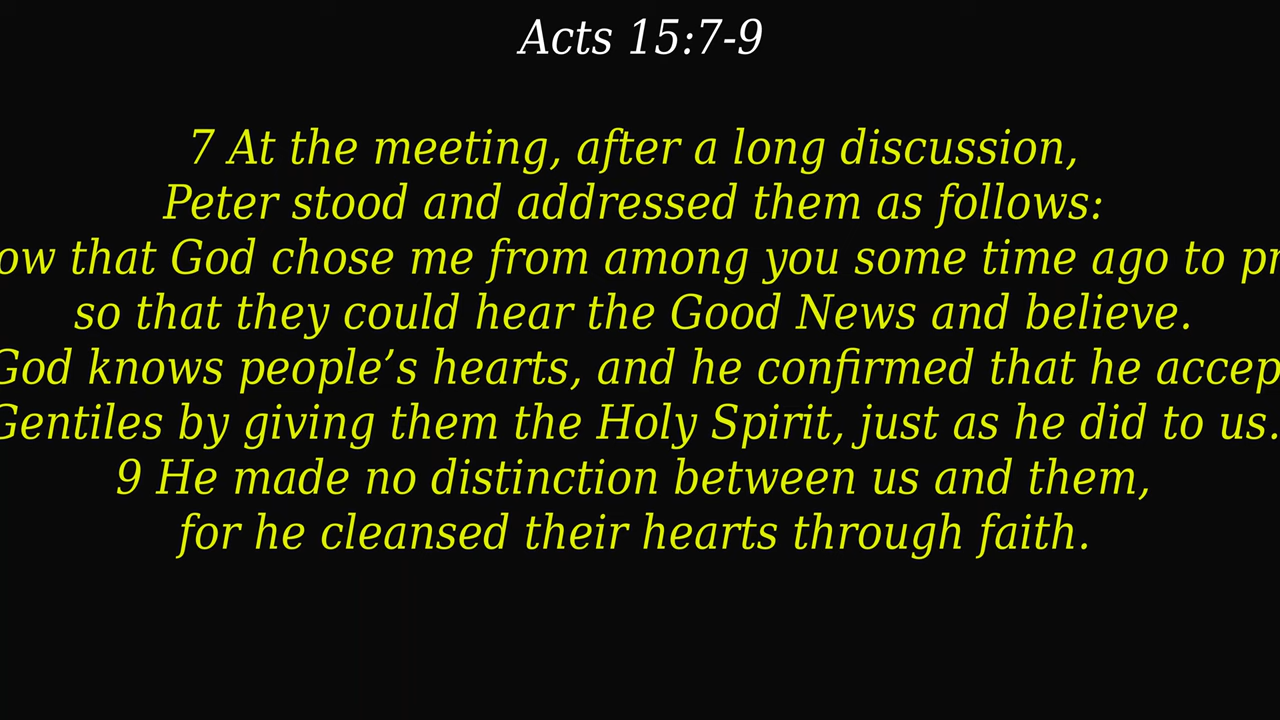 Acts 15:7-9
7 At the meeting, after a long discussion,
Peter stood and addressed them as follows:
that God chose me from among you some time ago to
so that they could hear the Good News and believe.
God knows people’s hearts, and he confirmed that he
Gentiles by giving them the Holy Spirit, just as he did to us.
9 He made no distinction between us and them,
for he cleansed their hearts through faith.